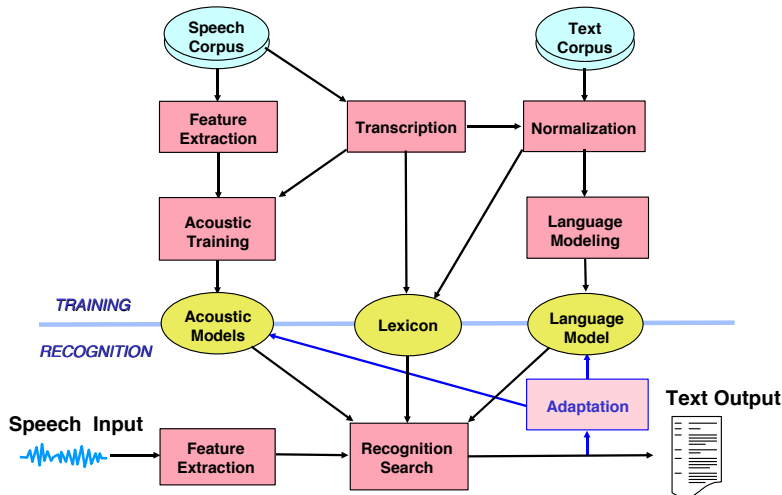 Speech
Corpus
Text
Corpus
Feature
Extraction
Transcription
Normalization
Acoustic
Training
Language
Modeling
TRAINING
Acoustic
Models
Lexicon
Language
Model
RECOGNITION
Adaptation
Text Output
Speech Input
Feature
Extraction
Recognition
Search